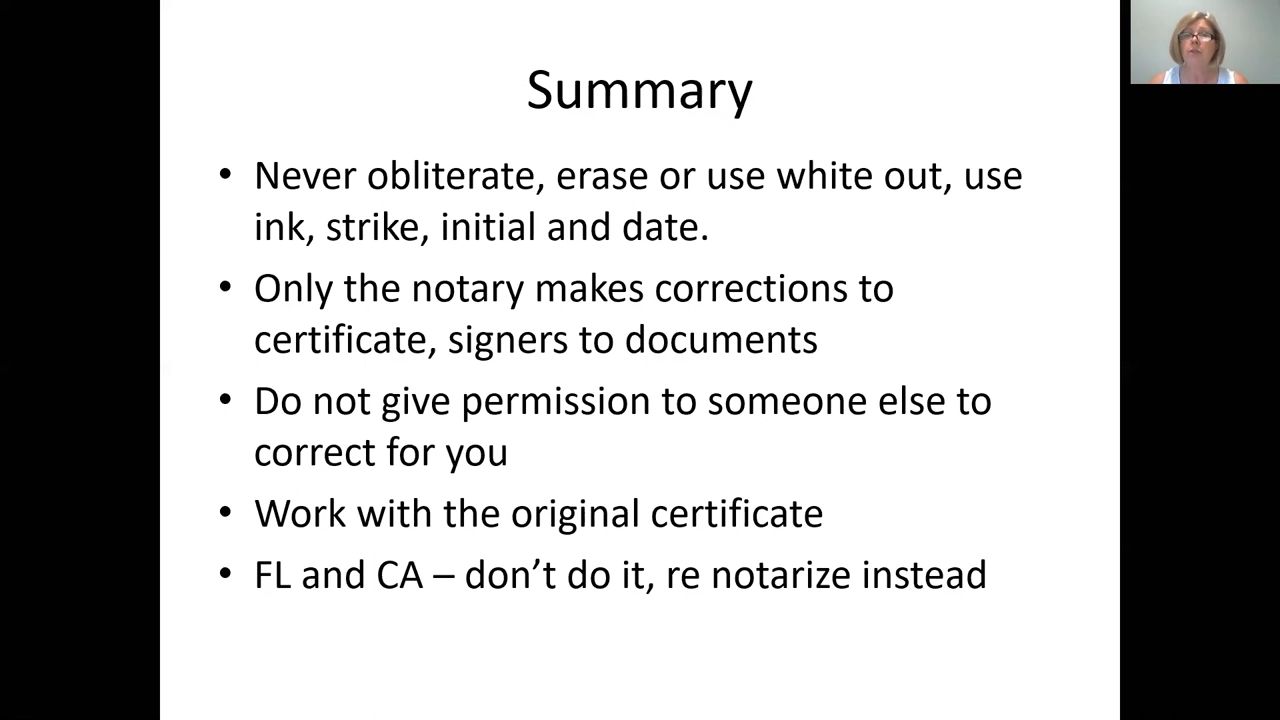 Summary
• Never obliterate, erase or use white out, use
ink, strike, initial and date.
• Only the notary makes corrections to
certificate, signers to documents
• Do not give permission to someone else to
correct for you
• Work with the original certificate
• FL and CA – don’t do it, re notarize instead